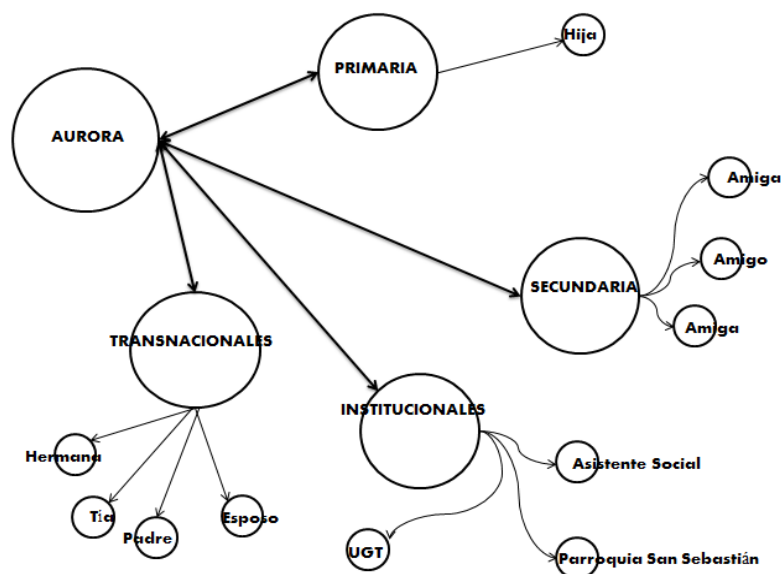 Hija
PRIMARIA
AURORA
Amiga
Amigo
SECUNDARIA
Amiga
TRANSNACIONALES
INSTITUCIONALES
Hermana
Asistente Social
Tía
Esposo
Padre
UGT
Parroquia San Sebastián